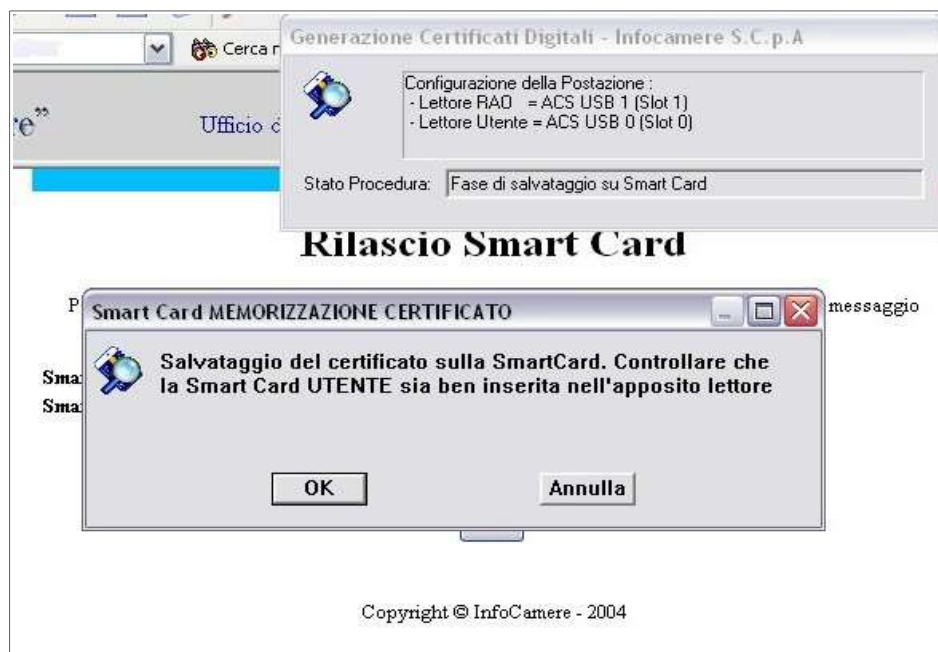 Cerca
Generazione Certificati Digitali - Infocamere S.C.p.A
Configurazione della Postazione :
- Lettore RAO = ACS USB 1 (Slot 1)
- Lettore Utente = ACS USB 0 (Slot 0)
re”
Ufficio d
Stato Procedura: Fase di salvataggio su Smart Card
Rilascio Smart Card
P
messaggio
Smart Card MEMORIZZAZIONE CERTIFICATO
Salvataggio del certificato sulla SmartCard. Controllare che
la Smart Card UTENTE sia ben inserita nell'apposito lettore
Sma
Sma
OK Annulla
Copyright © InfoCamere - 2004